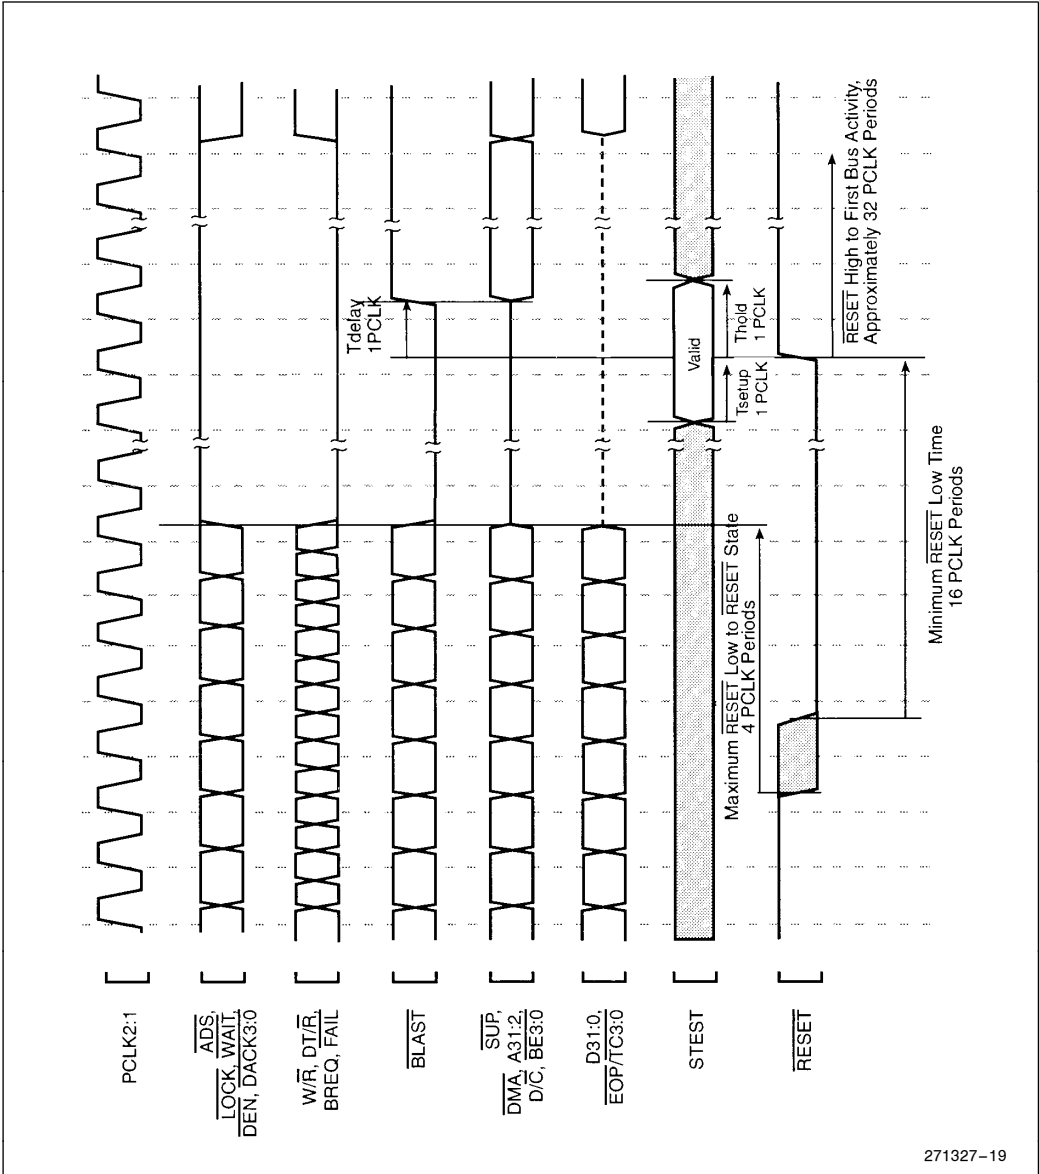 PCLK2:1
ADS,
LOCK, WAIT,
DEN, DACK3:0
W/R, DT/R,
BREQ, FAIL
BLAST
SUP,
DMA, A31:2,
D/C, BE3:0
D31:0,
EOP/TC3:0
STEST
RESET
Tdelay
1PCLK
Valid
Thold
1 PCLK
Tsetup
1 PCLK
Maximum RESET Low to RESET State
4 PCLK Periods
RESET High to First Bus Activity,
Approximately 32 PCLK Periods
Minimum RESET Low Time
16 PCLK Periods
271327-19